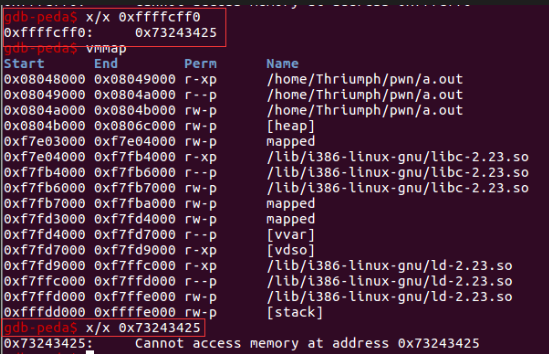 gdb-peda$ x/x 0xffffcff0
0xffffcff0: 0x73243425
gdb-peda$ vmmap
Start End Perm Name
0x08048000 0x08049000 r-xp /home/Thriumph/pwn/a.out
0x08049000 0x0804a000 r--p /home/Thriumph/pwn/a.out
0x0804a000 0x0804b000 rw-p /home/Thriumph/pwn/a.out
0x0804b000 0x0806c000 rw-p [heap]
0xf7e03000 0xf7e04000 rw-p mapped
0xf7e04000 0xf7fb4000 r-xp /lib/i386-linux-gnu/libc-2.23.so
0xf7fb4000 0xf7fb6000 r--p /lib/i386-linux-gnu/libc-2.23.so
0xf7fb6000 0xf7fb7000 rw-p /lib/i386-linux-gnu/libc-2.23.so
0xf7fb7000 0xf7fba000 rw-p mapped
0xf7fd3000 0xf7fd4000 rw-p mapped
0xf7fd4000 0xf7fd7000 r--p [vvar]
0xf7fd7000 0xf7fd9000 r-xp [vdso]
0xf7fd9000 0xf7ffc000 r-xp /lib/i386-linux-gnu/ld-2.23.so
0xf7ffc000 0xf7ffd000 r--p /lib/i386-linux-gnu/ld-2.23.so
0xf7ffd000 0xf7ffe000 rw-p /lib/i386-linux-gnu/ld-2.23.so
0xfffdd000 0xffffe000 rw-p [stack]
gdb-peda$ x/x 0x73243425
0x73243425: Cannot access memory at address 0x73243425